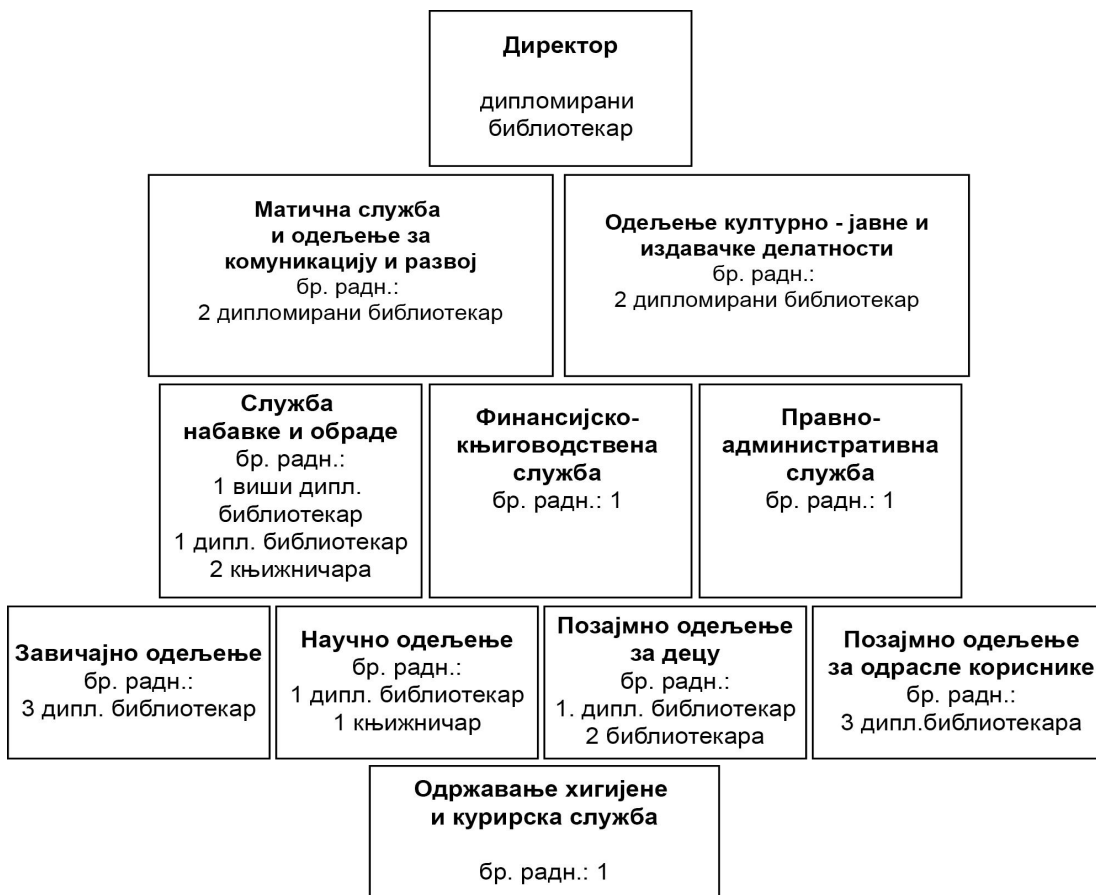 Директор
дипломирани
библиотекар
Матична служба
и одељење за
комуникацију и развој
бр. радн.:
2 дипломирани библиотекар
Одељење културно - јавне и
издавачке делатности
бр. радн.:
2 дипломирани библиотекар
Служба
набавке и обраде
бр. радн.:
1 виши дипл.
библиотекар
1 дипл. библиотекар
2 књижничара
Финансијско-
књиговодствена
служба
бр. радн.: 1
Правно-
административна
служба
бр. радн.: 1
Завичајно одељење
бр. радн.:
3 дипл. библиотекар
Научно одељење
бр. радн.:
1 дипл. библиотекар
1 књижничар
Позајмно одељење
за децу
бр. радн.:
1. дипл. библиотекар
2 библиотекара
Позајмно одељење
за одрасле кориснике
бр. радн.:
3 дипл.библиотекара
Одржавање хигијене
и курирска служба
бр. радн.: 1